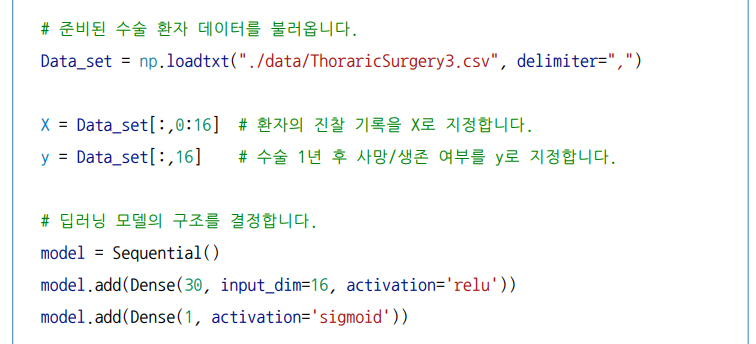 # 준비된 수술 환자 데이터를 불러옵니다.
Data_set = np.loadtxt("./data/ThoraricSurgery3.csv", delimiter=",")
X = Data_set[:,0:16]  # 환자의 진찰 기록을 X로 지정합니다.
y = Data_set[:,16]    # 수술 1년 후 사망/생존 여부를 y로 지정합니다.
# 딥러닝 모델의 구조를 결정합니다.
model = Sequential()
model.add(Dense(30, input_dim=16, activation='relu'))
model.add(Dense(1, activation='sigmoid'))